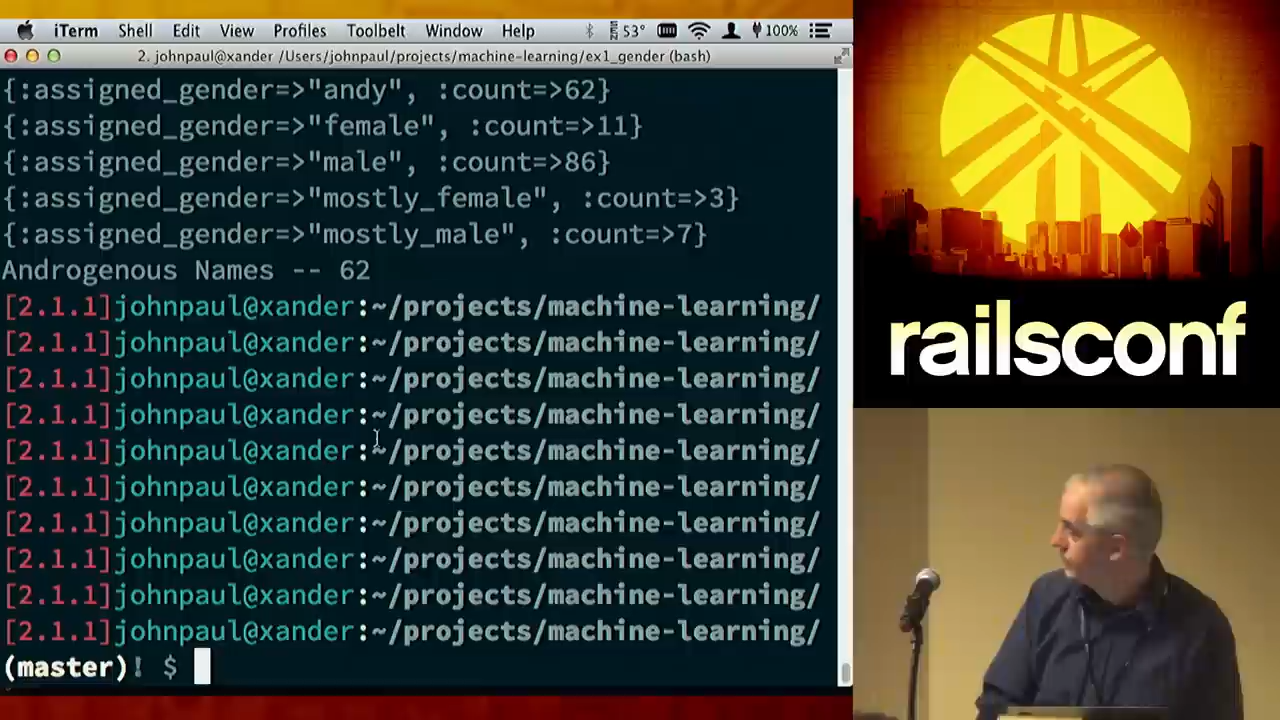 iTerm Shell Edit View Profiles Toolbelt Window Help SEN 53° 100%
2. johnpaul@xander /Users/johnpaul/projects/machine-learning/ex1_gender (bash)
{:assigned_gender=>"andy", :count=>62}
{:assigned_gender=>"female", :count=>11}
{:assigned_gender=>"male", :count=>86}
{:assigned_gender=>"mostly_female", :count=>3}
{:assigned_gender=>"mostly_male", :count=>7}
Androgenous Names -- 62
[2.1.1]johnpaul@xander:~/projects/machine-learning/
[2.1.1]johnpaul@xander:~/projects/machine-learning/
[2.1.1]johnpaul@xander:~/projects/machine-learning/
[2.1.1]johnpaul@xander:~/projects/machine-learning/
[2.1.1]johnpaul@xander:~/projects/machine-learning/
[2.1.1]johnpaul@xander:~/projects/machine-learning/
[2.1.1]johnpaul@xander:~/projects/machine-learning/
[2.1.1]johnpaul@xander:~/projects/machine-learning/
[2.1.1]johnpaul@xander:~/projects/machine-learning/
[2.1.1]johnpaul@xander:~/projects/machine-learning/
(master)! $
railsconf